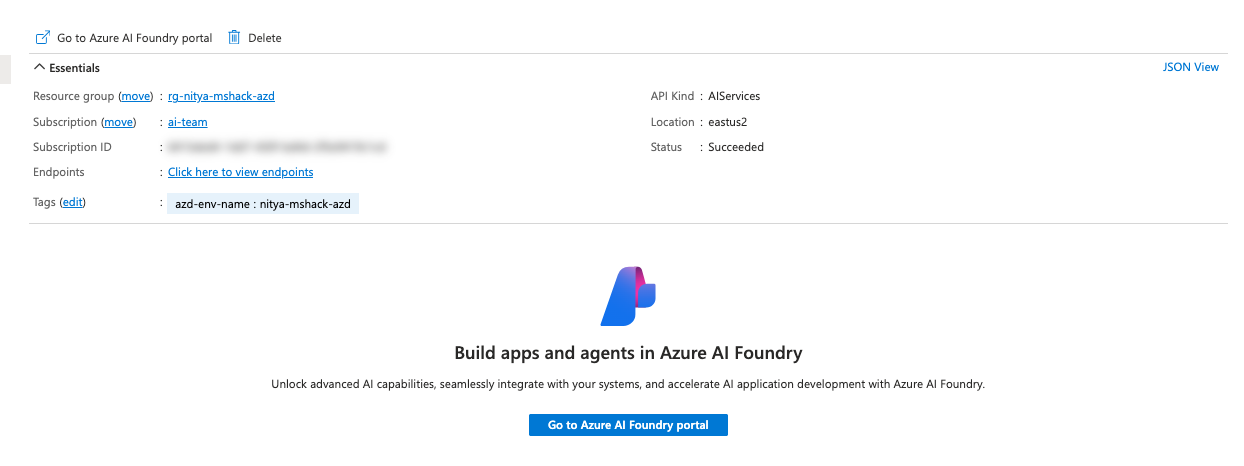 Go to Azure AI Foundry portal Delete
Essentials JSON View
Resource group (move) : rg-nitya-mshack-azd API Kind : AIServices
Subscription (move) : ai-team Location : eastus2
Subscription ID : Status : Succeeded
Endpoints : Click here to view endpoints
Tags (edit) : azd-env-name : nitya-mshack-azd
Build apps and agents in Azure AI Foundry
Unlock advanced AI capabilities, seamlessly integrate with your systems, and accelerate AI application development with Azure AI Foundry.
Go to Azure AI Foundry portal